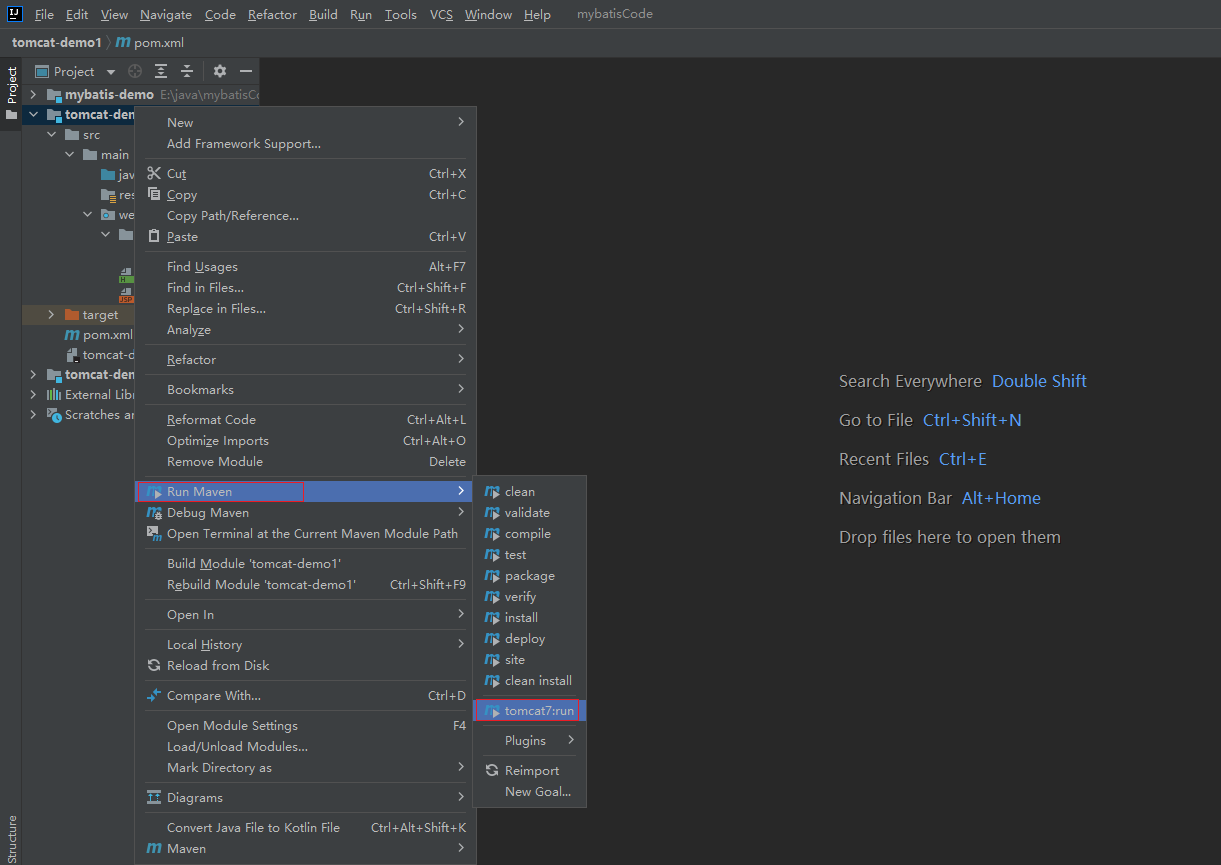 IJ File Edit View Navigate Code Refactor Build Run Tools VCS Window Help mybatisCode
tomcat-demo1 pom.xml
Project
Project
mybatis-demo E:\java\mybatisCo
tomcat-dem
src
main
jav
res
we
target
pom.xml
tomcat-d
tomcat-dem
External Libr
Scratches an
Structure
New
Add Framework Support...
Cut Ctrl+X
Copy Ctrl+C
Copy Path/Reference...
Paste Ctrl+V
Find Usages Alt+F7
Find in Files... Ctrl+Shift+F
Replace in Files... Ctrl+Shift+R
Analyze
Refactor
Bookmarks
Reformat Code Ctrl+Alt+L
Optimize Imports Ctrl+Alt+O
Remove Module Delete
Run Maven
Debug Maven
Open Terminal at the Current Maven Module Path
Build Module 'tomcat-demo1'
Rebuild Module 'tomcat-demo1' Ctrl+Shift+F9
Open In
Local History
Reload from Disk
Compare With... Ctrl+D
Open Module Settings F4
Load/Unload Modules...
Mark Directory as
Diagrams
Convert Java File to Kotlin File Ctrl+Alt+Shift+K
Maven
clean
validate
compile
test
package
verify
install
deploy
site
clean install
tomcat7:run
Plugins
Reimport
New Goal...
Search Everywhere Double Shift
Go to File Ctrl+Shift+N
Recent Files Ctrl+E
Navigation Bar Alt+Home
Drop files here to open them